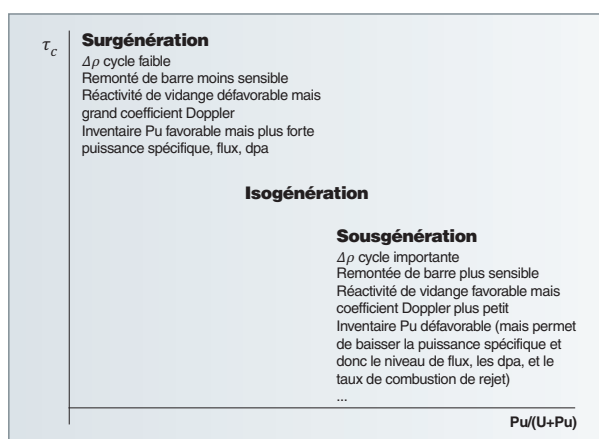 τc
Surgénération
Δρ cycle faible
Remonté de barre moins sensible
Réactivité de vidange défavorable mais
grand coefficient Doppler
Inventaire Pu favorable mais plus forte
puissance spécifique, flux, dpa
Isogénération
Sousgénération
Δρ cycle importante
Remontée de barre plus sensible
Réactivité de vidange favorable mais
coefficient Doppler plus petit
Inventaire Pu défavorable (mais permet
de baisser la puissance spécifique et
donc le niveau de flux, les dpa, et le
taux de combustion de rejet)
...
Pu/(U+Pu)